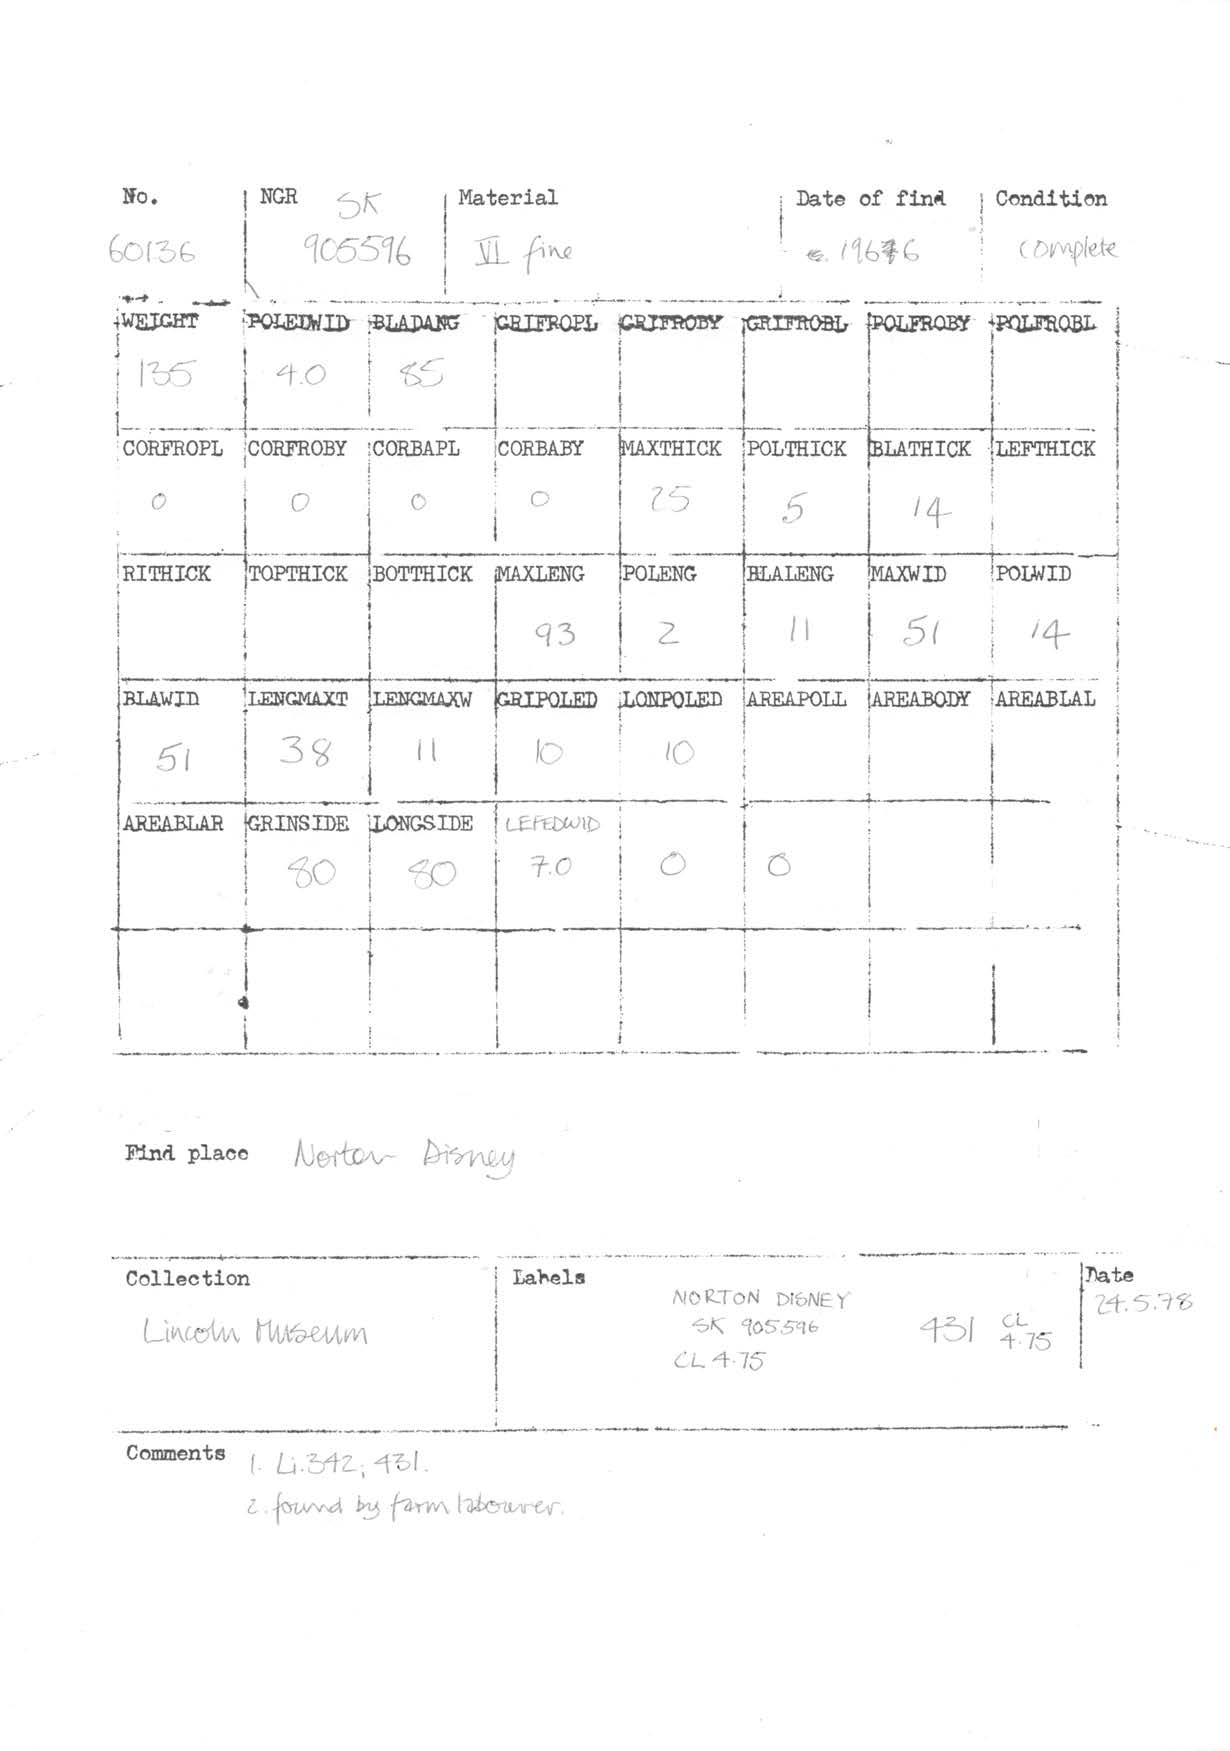 No. NGR SK Material Date of find Condition
60136 905596 VI fine 1966 complete
WEIGHT POLEDWID BLADANG GRIFROPL GRIFROBY GRIFROBL POLFROBY POLFROBL
135 4.0 85
CORFROPL CORFROBY CORBAPL CORBABY MAXTHICK POLTHICK BLATHICK LEFTHICK
0 0 0 0 25 5 14
RITHICK TOPTHICK BOTTHICK MAXLENG POLENG BLALENG MAXWID POLWID
93 2 11 51 14
BLAWID LENGMAXT LENGMAXW GRIPOLED LONPOLED AREAPOLL AREABODY AREABLAL
51 38 11 10 10
AREABLAR GRINSIDE LONGSIDE LEFEDWID
80 80 7.0 0 0
Find place Norton Disney
Collection Labels Date
NORTON DISNEY 24.5.78
Lincoln Museum SK 905596 431 CL 4.75
CL 4.75
Comments 1. Li.342; 431.
2. found by farm labourer.